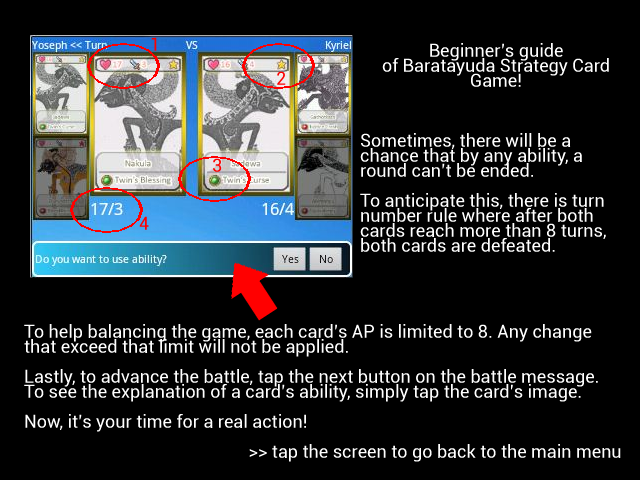 Yoseph << Turn
VS
Kyriel
1
17
3
16
4
2
Nakula
Twin's Blessing
3
Sadewa
Twin's Curse
17/3
4
16/4
Do you want to use ability?
Yes
No
Beginner's guide
of Baratayuda Strategy Card
Game!
Sometimes, there will be a
chance that by any ability, a
round can't be ended.
To anticipate this, there is turn
number rule where after both
cards reach more than 8 turns,
both cards are defeated.
To help balancing the game, each card's AP is limited to 8. Any change
that exceed that limit will not be applied.
Lastly, to advance the battle, tap the next button on the battle message.
To see the explanation of a card's ability, simply tap the card's image.
Now, it's your time for a real action!
>> tap the screen to go back to the main menu